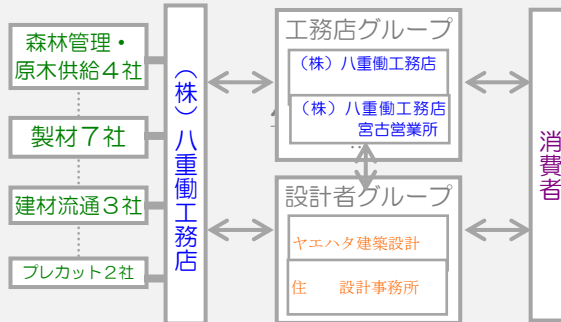 森林管理・
原木供給4社
製材7社
建材流通3社
プレカット2社
(株)八重働工務店
工務店グループ
(株)八重働工務店
(株)八重働工務店
宮古営業所
…
設計者グループ
ヤエハタ建築設計
住　設計事務所
消費者